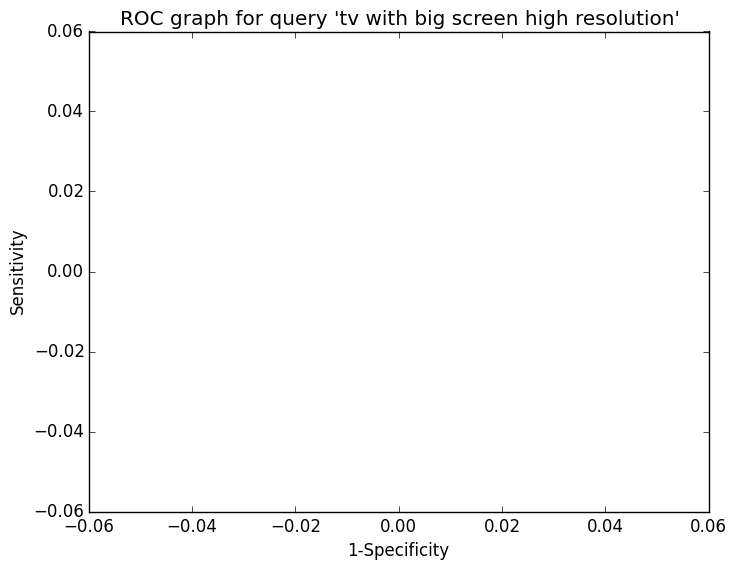 ROC graph for query 'tv with big screen high resolution'
0.06
0.04
0.02
0.00
−0.02
−0.04
−0.06
Sensitivity
−0.06 −0.04 −0.02 0.00 0.02 0.04 0.06
1-Specificity